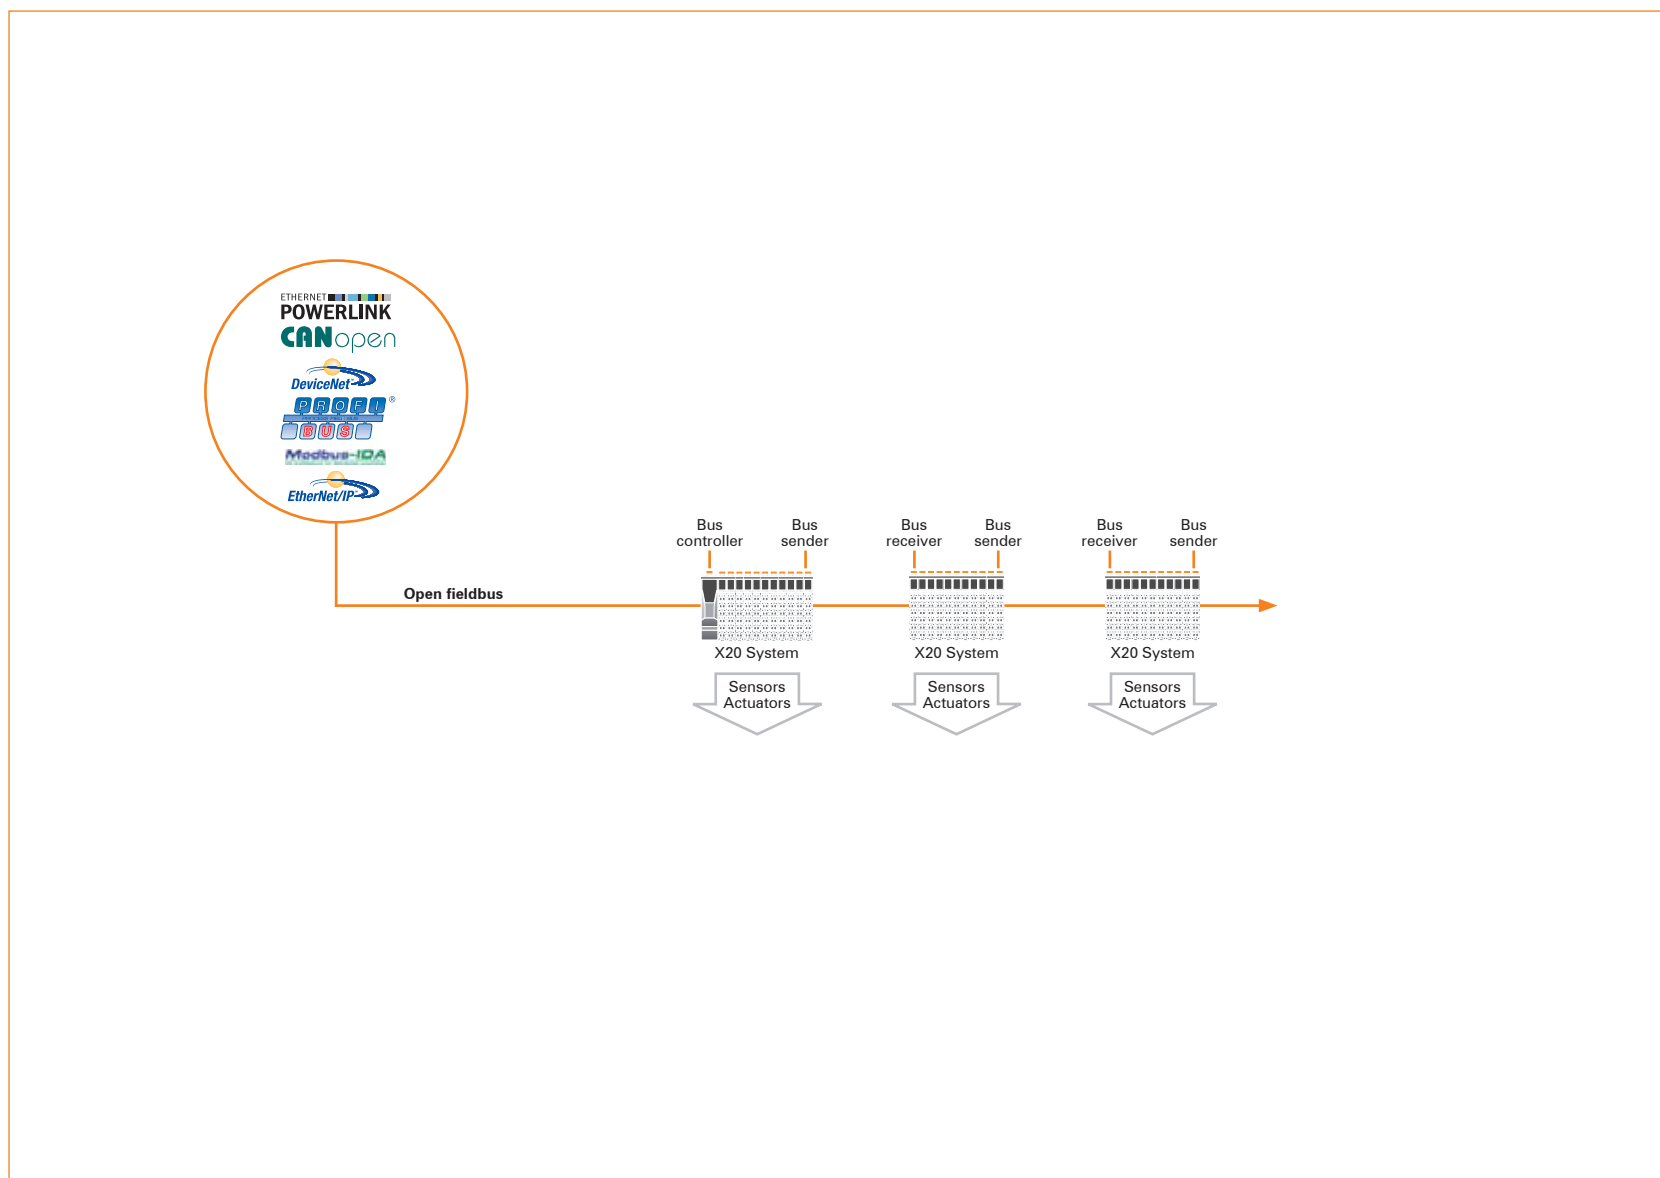 ETHERNET
POWERLINK
CANopen
DeviceNet
PROFI®
BUS
Modbus-IDA
EtherNet/IP
Open fieldbus
Bus
controller
Bus
sender
Bus
receiver
Bus
sender
Bus
receiver
Bus
sender
X20 System
X20 System
X20 System
Sensors
Actuators
Sensors
Actuators
Sensors
Actuators